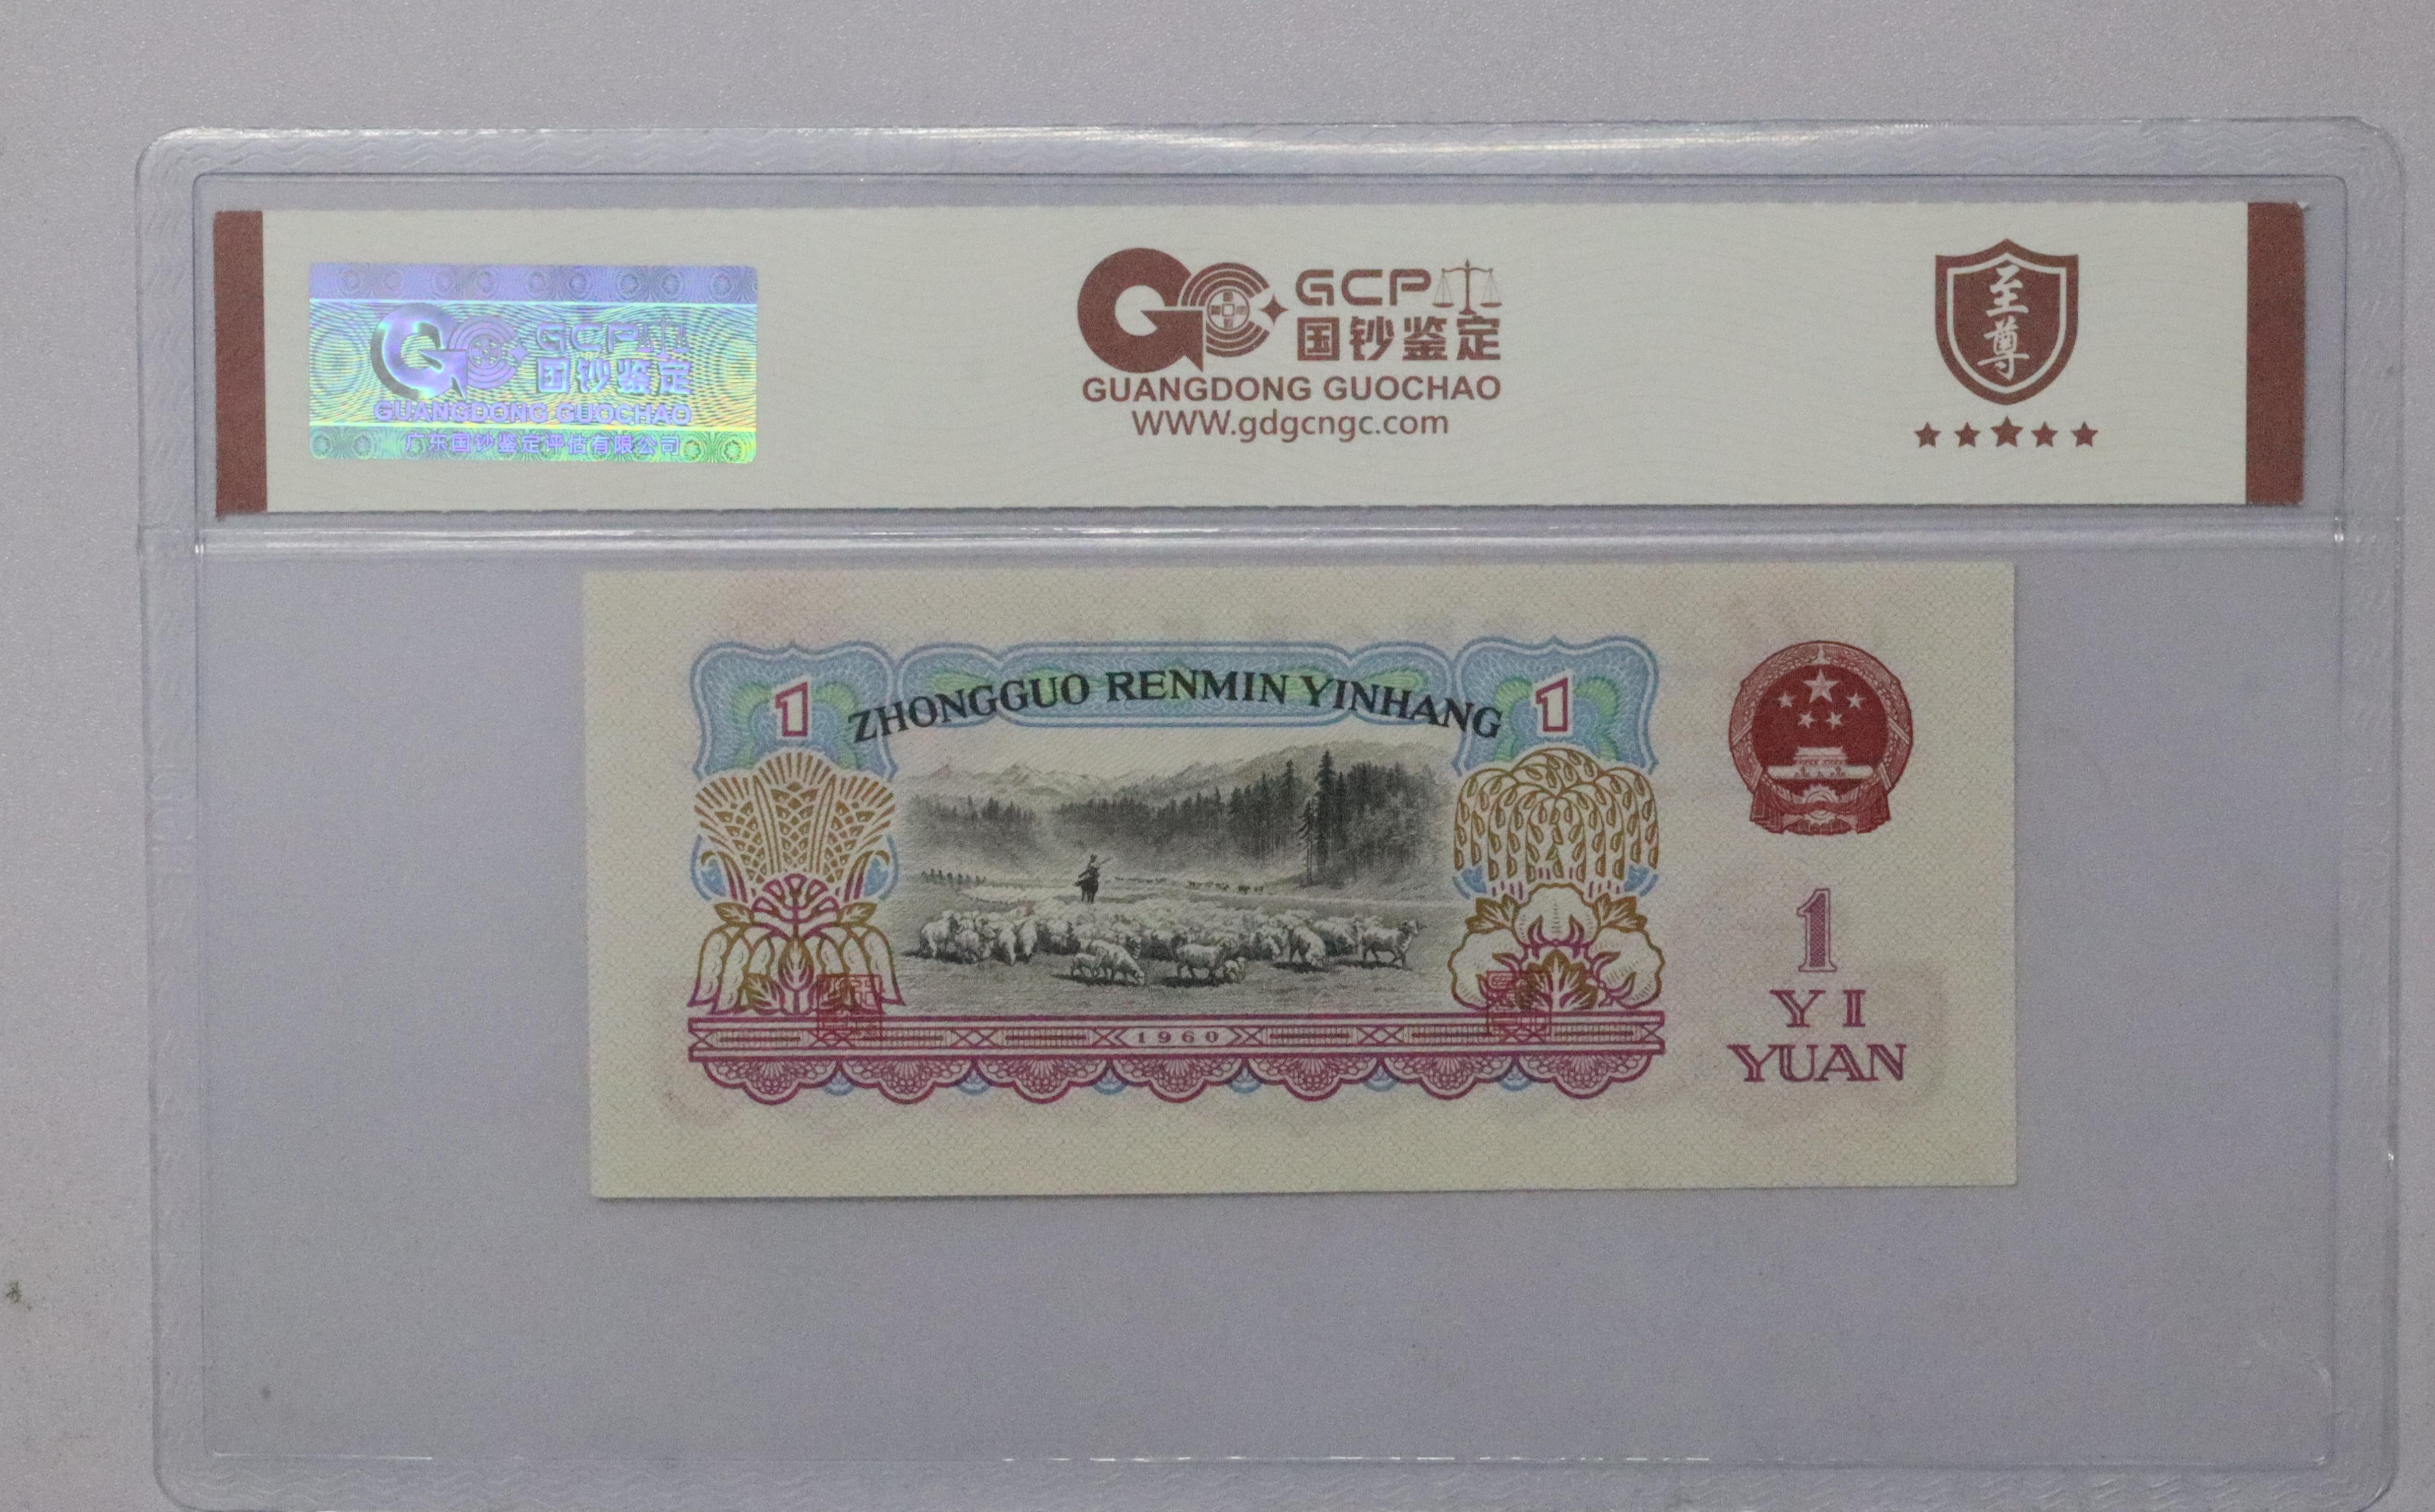 GCP
国钞鉴定
GUANGDONG GUOCHAO
广东国钞鉴定评估有限公司
GCP
国钞鉴定
GUANGDONG GUOCHAO
WWW.gdgcngc.com
至尊
1
ZHONGGUO RENMIN YINHANG
1
1
YI
YUAN
1960